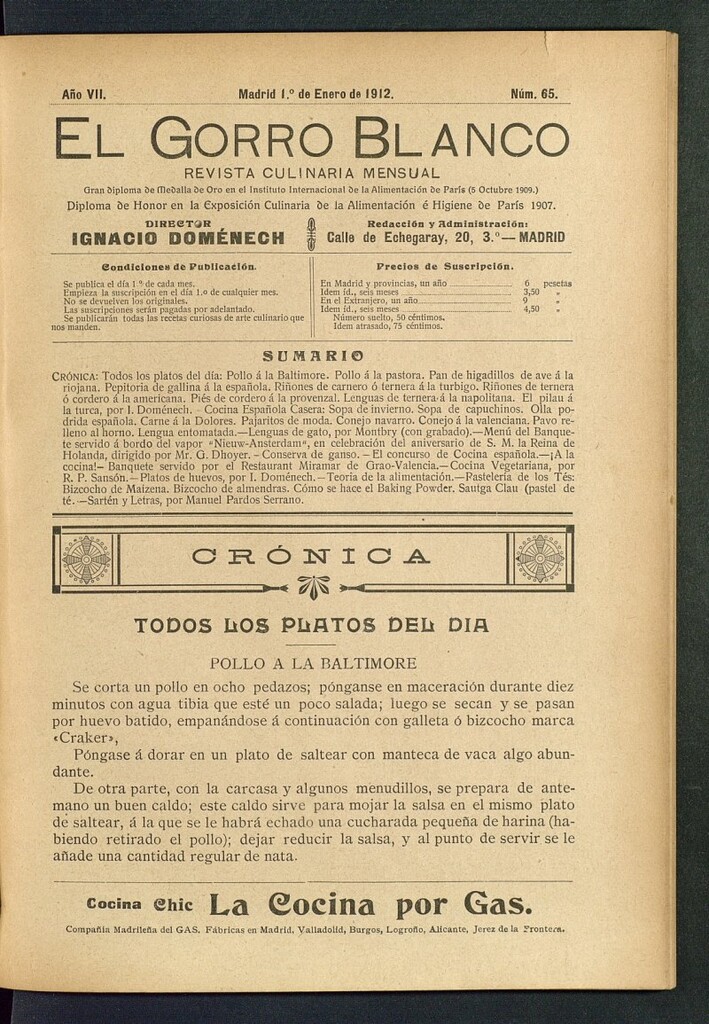 Año VII. Madrid 1.º de Enero de 1912. Núm. 65.
EL GORRO BLANCO
REVISTA CULINARIA MENSUAL
Gran diploma de Medalla de Oro en el Instituto Internacional de la Alimentación de París (5 Octubre 1909.)
Diploma de Honor en la Exposición Culinaria de la Alimentación é Higiene de París 1907.
DIRECTOR
IGNACIO DOMÉNECH
Redacción y Administración:
Calle de Echegaray, 20, 3.º—MADRID
Condiciones de Publicación.
Se publica el día 1.º de cada mes.
Empieza la suscripción en el día 1.o de cualquier mes.
No se devuelven los originales.
Las suscripciones serán pagadas por adelantado.
Se publicarán todas las recetas curiosas de arte culinario que
nos manden.
Precios de Suscripción.
En Madrid y provincias, un año 6 pesetas
Idem id., seis meses 3,50 »
En el Extranjero, un año 9 »
Idem id., seis meses 4,50 »
Número suelto, 50 céntimos.
Idem atrasado, 75 céntimos.
SUMARIO
CRÓNICA: Todos los platos del día: Pollo á la Baltimore. Pollo á la pastora. Pan de higadillos de ave á la
riojana. Pepitoria de gallina á la española. Riñones de carnero ó ternera á la turbigo. Riñones de ternera
ó cordero á la americana. Piés de cordero á la provenzal. Lenguas de ternera á la napolitana. El pilau á
la turca, por I. Doménech. - Cocina Española Casera: Sopa de invierno. Sopa de capuchinos. Olla po-
drida española. Carne á la Dolores. Pajaritos de moda. Conejo navarro. Conejo á la valenciana. Pavo re-
lleno al horno. Lengua entomatada.—Lenguas de gato, por Montby (con grabado).—Menú del Banque-
te servido á bordo del vapor «Nieuw-Amsterdam», en celebración del aniversario de S. M. la Reina de
Holanda, dirigido por Mr. G. Dhoyer. - Conserva de ganso. - El concurso de Cocina española.—¡A la
cocina!- Banquete servido por el Restaurant Miramar de Grao-Valencia.—Cocina Vegetariana, por
R. P. Sansón.—Platos de huevos, por I. Doménech.—Teoria de la alimentación.—Pastelería de los Tés:
Bizcocho de Maizena. Bizcocho de almendras. Cómo se hace el Baking Powder. Sautga Clau (pastel de
té.—Sartén y Letras, por Manuel Pardos Serrano.
CRÓNICA
TODOS LOS PLATOS DEL DIA
POLLO A LA BALTIMORE
Se corta un pollo en ocho pedazos; pónganse en maceración durante diez
minutos con agua tibia que esté un poco salada; luego se secan y se pasan
por huevo batido, empanándose á continuación con galleta ó bizcocho marca
«Craker»,
Póngase á dorar en un plato de saltear con manteca de vaca algo abun-
dante.
De otra parte, con la carcasa y algunos menudillos, se prepara de ante-
mano un buen caldo; este caldo sirve para mojar la salsa en el mismo plato
de saltear, á la que se le habrá echado una cucharada pequeña de harina (ha-
biendo retirado el pollo); dejar reducir la salsa, y al punto de servir se le
añade una cantidad regular de nata.
Cocina Chic La Cocina por Gas.
Compañia Madrileña del GAS. Fábricas en Madrid, Valladolid, Burgos, Logroño, Alicante, Jerez de la Frontera.